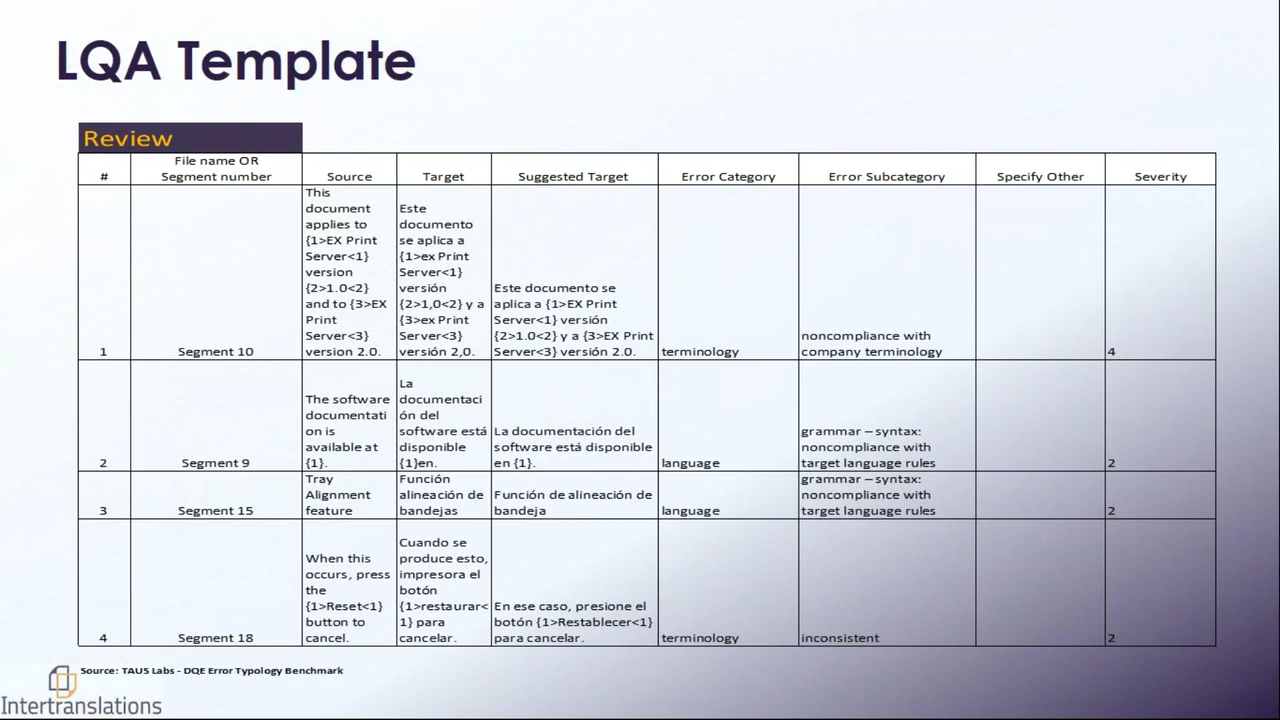 LQA Template
Review
#
File name OR
Segment number
Source
Target
Suggested Target
Error Category
Error Subcategory
Specify Other
Severity
1
Segment 10
This
document
applies to
{1>EX Print
Server<1}
version
{2>1.0<2}
and to {3>EX
Print
Server<3}
version 2.0.
Este
documento
se aplica a
{1>ex Print
Server<1}
versión
{2>1,0<2} y a
{3>ex Print
Server<3}
versión 2,0.
Este documento se
aplica a {1>EX Print
Server<1} versión
{2>1.0<2} y a {3>EX Print
Server<3} versión 2.0.
terminology
noncompliance with
company terminology
4
2
Segment 9
The software
documentati
on is
available at
{1}.
La
documentaci
ón del
software está
disponible
{1}en.
La documentación del
software está disponible
en {1}.
language
grammar – syntax:
noncompliance with
target language rules
2
3
Segment 15
Tray
Alignment
feature
Función
alineación de
bandejas
Función de alineación de
bandeja
language
grammar – syntax:
noncompliance with
target language rules
2
4
Segment 18
When this
occurs, press
the
{1>Reset<1}
button to
cancel.
Cuando se
produce esto,
impresora el
botón
{1>restaurar<
1} para
cancelar.
En ese caso, presione el
botón {1>Restablecer<1}
para cancelar.
terminology
inconsistent
2
Source: TAUS Labs - DQE Error Typology Benchmark
Intertranslations